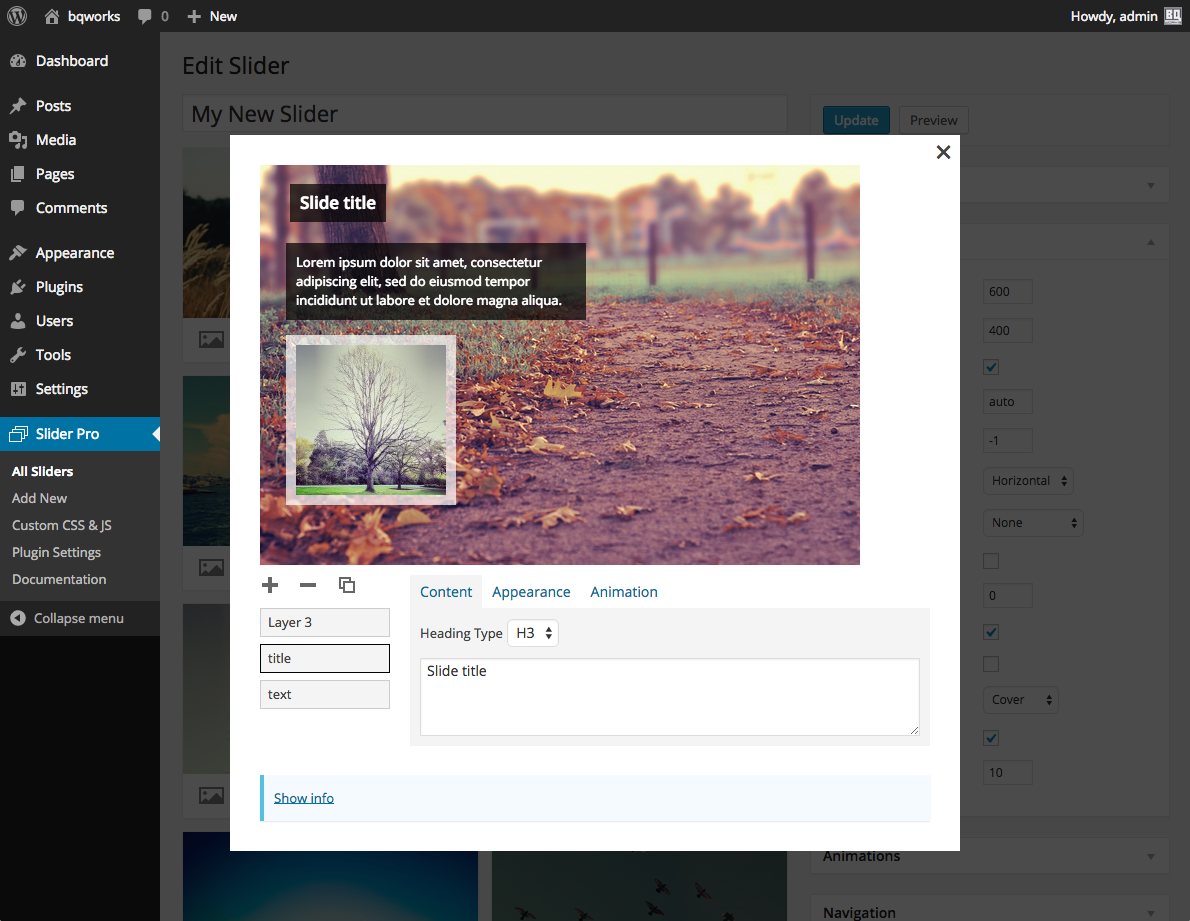 bqworks
0
New
Howdy, admin
BQ
Dashboard
Posts
Media
Pages
Comments
Appearance
Plugins
Users
Tools
Settings
Slider Pro
All Sliders
Add New
Custom CSS & JS
Plugin Settings
Documentation
Collapse menu
Edit Slider
My New Slider
Update
Preview
Slide title
Lorem ipsum dolor sit amet, consectetur
adipiscing elit, sed do eiusmod tempor
incididunt ut labore et dolore magna aliqua.
Layer 3
title
text
Content
Appearance
Animation
Heading Type
H3
Slide title
Show info
600
400
auto
-1
Horizontal
None
0
Cover
10
Animations
Navigation